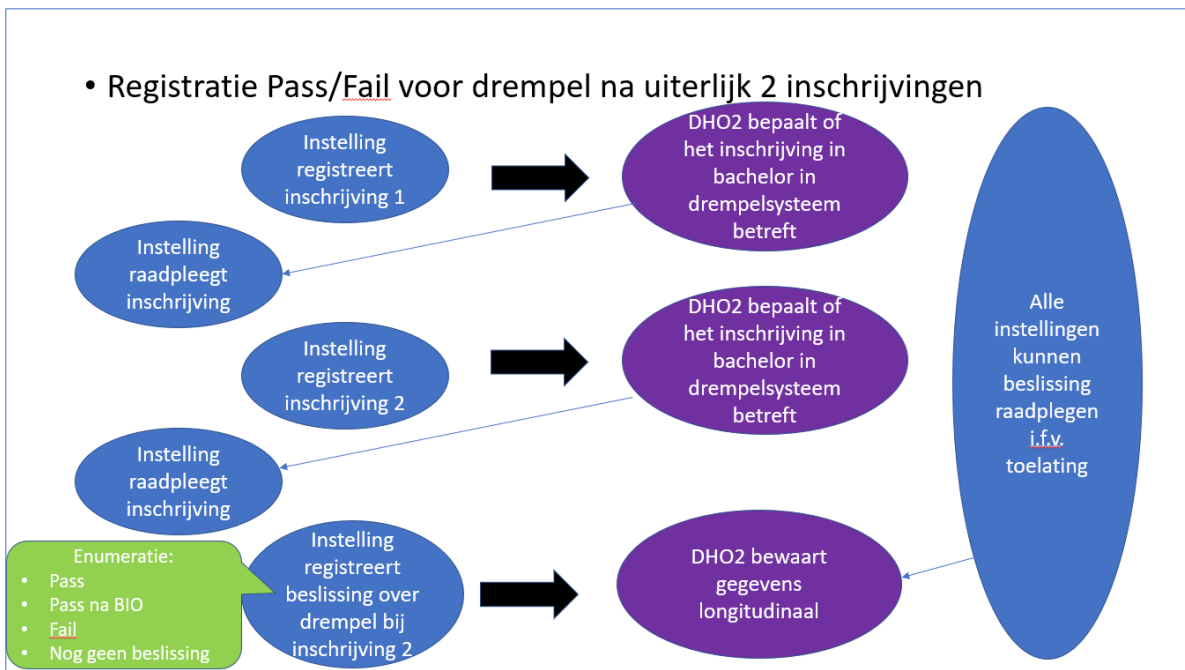 • Registratie Pass/Fail voor drempel na uiterlijk 2 inschrijvingen
Instelling
registreert
inschrijving 1
DHO2 bepaalt of
het inschrijving in
bachelor in
drempelsysteem
betreft
Instelling
raadpleegt
inschrijving
Instelling
registreert
inschrijving 2
DHO2 bepaalt of
het inschrijving in
bachelor in
drempelsysteem
betreft
Instelling
raadpleegt
inschrijving
Enumeratie:
• Pass
• Pass na BIO
• Fail
• Nog geen beslissing
Instelling
registreert
beslissing over
drempel bij
inschrijving 2
DHO2 bewaart
gegevens
longitudinaal
Alle
instellingen
kunnen
beslissing
raadplegen
i.f.v.
toelating